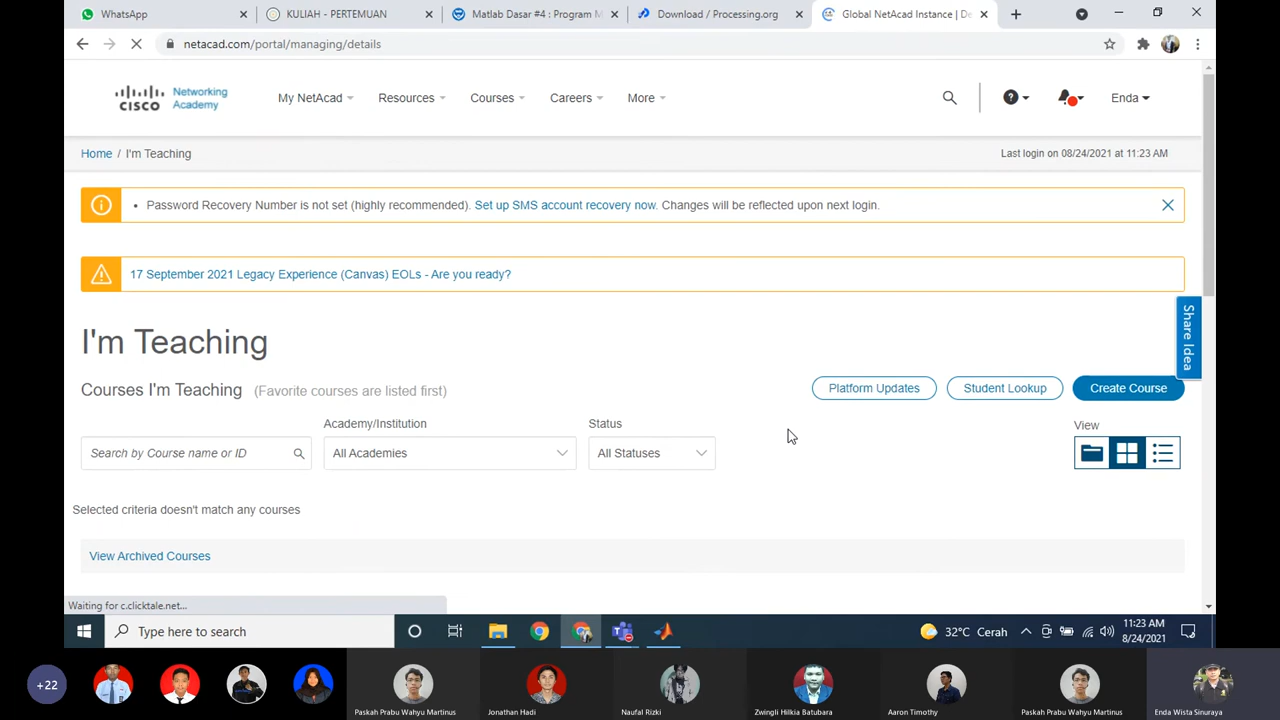 WhatsApp
KULIAH - PERTEMUAN
Matlab Dasar #4 : Program M
Download / Processing.org
Global NetAcad Instance | De
netacad.com/portal/managing/details
CISCO
Networking
Academy
My NetAcad
Resources
Courses
Careers
More
Enda
Home / I'm Teaching
Last login on 08/24/2021 at 11:23 AM
• Password Recovery Number is not set (highly recommended). Set up SMS account recovery now. Changes will be reflected upon next login.
17 September 2021 Legacy Experience (Canvas) EOLs - Are you ready?
Share Idea
I'm Teaching
Courses I'm Teaching (Favorite courses are listed first)
Platform Updates
Student Lookup
Create Course
Academy/Institution
Status
View
Search by Course name or ID
All Academies
All Statuses
Selected criteria doesn't match any courses
View Archived Courses
Waiting for c.clicktale.net...
Type here to search
32°C Cerah
11:23 AM
8/24/2021
+22
Paskah Prabu Wahyu Martinus
Jonathan Hadi
Naufal Rizki
Zwingli Hilkia Batubara
Aaron Timothy
Paskah Prabu Wahyu Martinus
Enda Wista Sinuraya